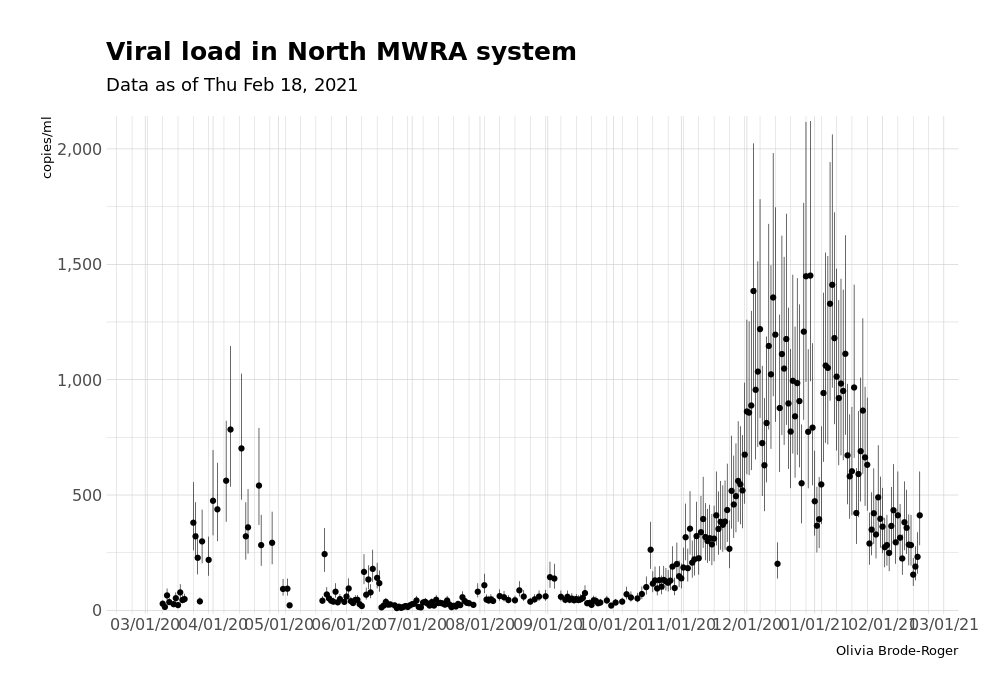 Viral load in North MWRA system
Data as of Thu Feb 18, 2021
copies/ml
2,000
1,500
1,000
500
0
03/01/20 04/01/20 05/01/20 06/01/20 07/01/20 08/01/20 09/01/20 10/01/20 11/01/20 12/01/20 01/01/21 02/01/21 03/01/21
Olivia Brode-Roger